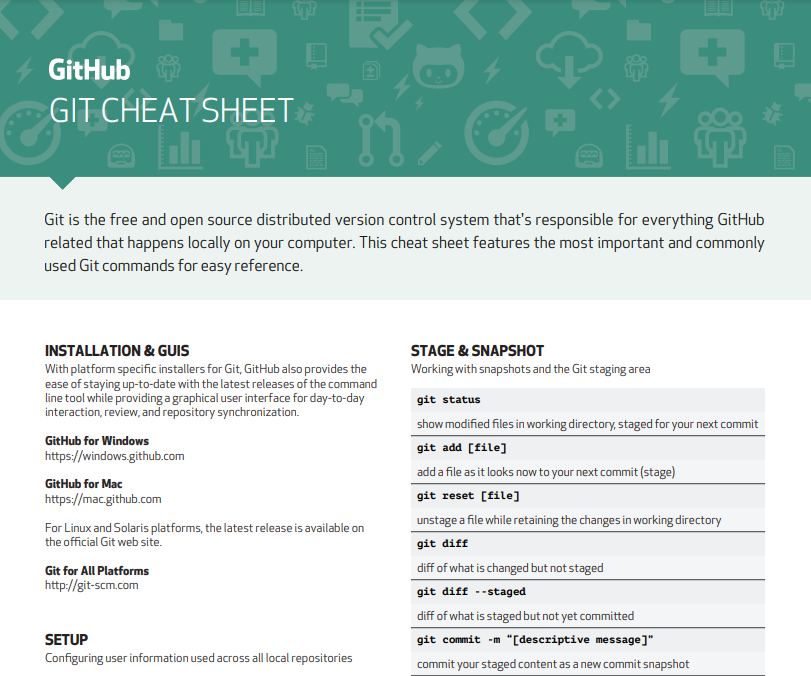 GitHub
GIT CHEAT SHEET
Git is the free and open source distributed version control system that's responsible for everything GitHub
related that happens locally on your computer. This cheat sheet features the most important and commonly
used Git commands for easy reference.
INSTALLATION & GUIS
With platform specific installers for Git, GitHub also provides the
ease of staying up-to-date with the latest releases of the command
line tool while providing a graphical user interface for day-to-day
interaction, review, and repository synchronization.
GitHub for Windows
https://windows.github.com
GitHub for Mac
https://mac.github.com
For Linux and Solaris platforms, the latest release is available on
the official Git web site.
Git for All Platforms
http://git-scm.com
SETUP
Configuring user information used across all local repositories
STAGE & SNAPSHOT
Working with snapshots and the Git staging area
git status
show modified files in working directory, staged for your next commit
git add [file]
add a file as it looks now to your next commit (stage)
git reset [file]
unstage a file while retaining the changes in working directory
git diff
diff of what is changed but not staged
git diff --staged
diff of what is staged but not yet committed
git commit -m “[descriptive message]”
commit your staged content as a new commit snapshot